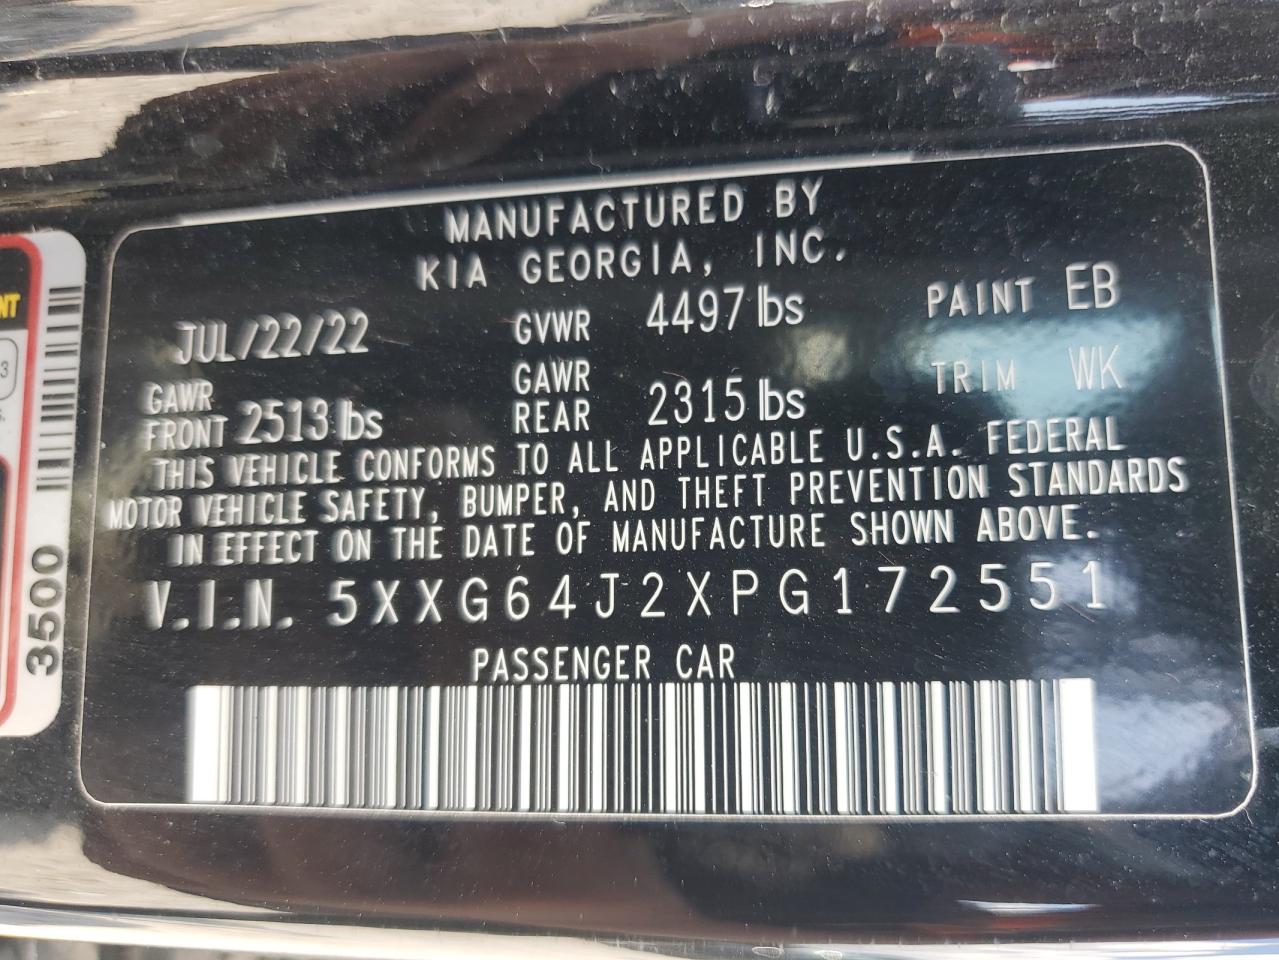 MANUFACTURED BY
KIA GEORGIA, INC.
JUL/22/22 GVWR 4497 lbs PAINT EB
GAWR FRONT 2513 lbs GAWR REAR 2315 lbs TRIM WK
THIS VEHICLE CONFORMS TO ALL APPLICABLE U.S.A. FEDERAL
MOTOR VEHICLE SAFETY, BUMPER, AND THEFT PREVENTION STANDARDS
IN EFFECT ON THE DATE OF MANUFACTURE SHOWN ABOVE.
V.I.N. 5XXG64J2XPG172551
PASSENGER CAR
NT
3
s.
3500